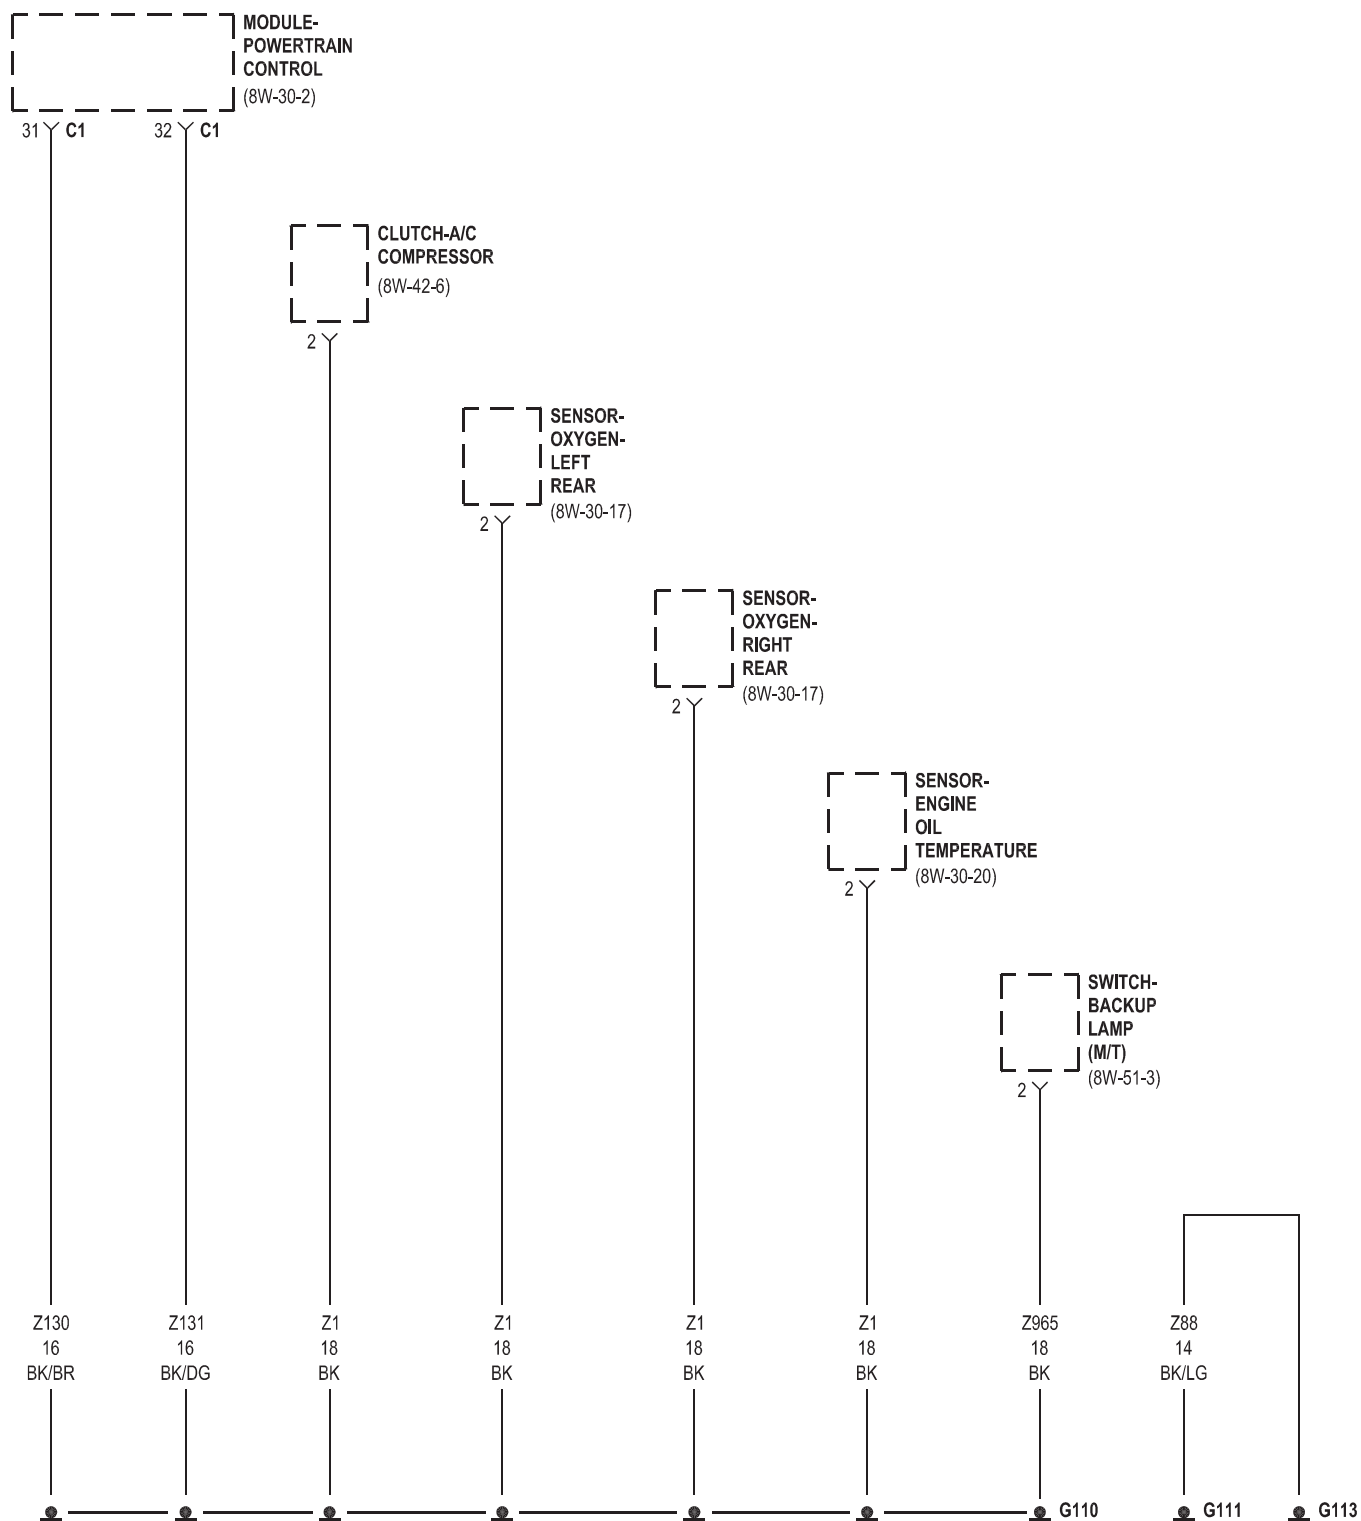 MODULE-
POWERTRAIN
CONTROL
(8W-30-2)
31 C1
32 C1
CLUTCH-A/C
COMPRESSOR
(8W-42-6)
2
SENSOR-
OXYGEN-
LEFT
REAR
(8W-30-17)
2
SENSOR-
OXYGEN-
RIGHT
REAR
(8W-30-17)
2
SENSOR-
ENGINE
OIL
TEMPERATURE
(8W-30-20)
2
SWITCH-
BACKUP
LAMP
(M/T)
(8W-51-3)
2
Z130
16
BK/BR
Z131
16
BK/DG
Z1
18
BK
Z1
18
BK
Z1
18
BK
Z1
18
BK
Z965
18
BK
Z88
14
BK/LG
G110
G111
G113